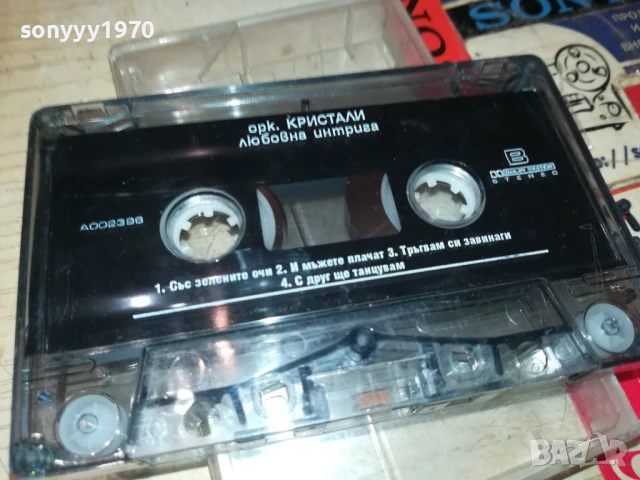 sonyyy1970
SONY
орк. КРИСТАЛИ
любовна интрига
B
STEREO
A002396
1. Със зелените очи 2. И мъжете плачат 3. Тръгвам си завинаги
4. С друг ще танцувам
BAZAR